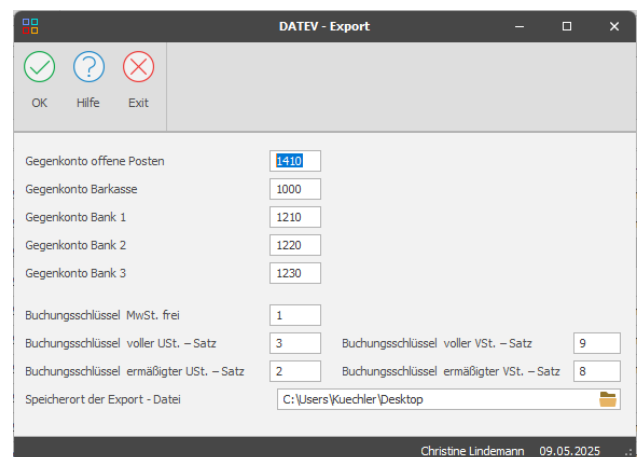 DATEV - Export
OK Hilfe Exit
Gegenkonto offene Posten 1410
Gegenkonto Barkasse 1000
Gegenkonto Bank 1 1210
Gegenkonto Bank 2 1220
Gegenkonto Bank 3 1230
Buchungsschlüssel MwSt. frei 1
Buchungsschlüssel voller USt. – Satz 3 Buchungsschlüssel voller VSt. – Satz 9
Buchungsschlüssel ermäßigter USt. – Satz 2 Buchungsschlüssel ermäßigter VSt. – Satz 8
Speicherort der Export - Datei C:\Users\Kuechler\Desktop
Christine Lindemann 09.05.2025